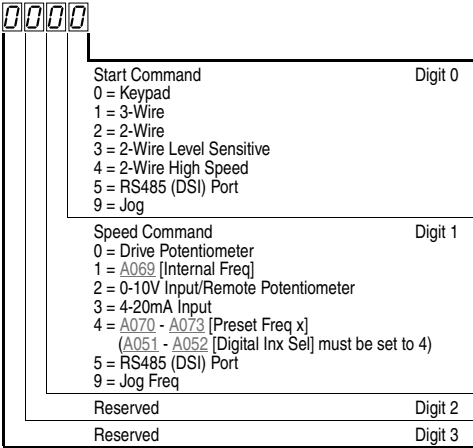 0000
Start Command Digit 0
0 = Keypad
1 = 3-Wire
2 = 2-Wire
3 = 2-Wire Level Sensitive
4 = 2-Wire High Speed
5 = RS485 (DSI) Port
9 = Jog
Speed Command Digit 1
0 = Drive Potentiometer
1 = A069 [Internal Freq]
2 = 0-10V Input/Remote Potentiometer
3 = 4-20mA Input
4 = A070 - A073 [Preset Freq x]
(A051 - A052 [Digital Inx Sel] must be set to 4)
5 = RS485 (DSI) Port
9 = Jog Freq
Reserved Digit 2
Reserved Digit 3